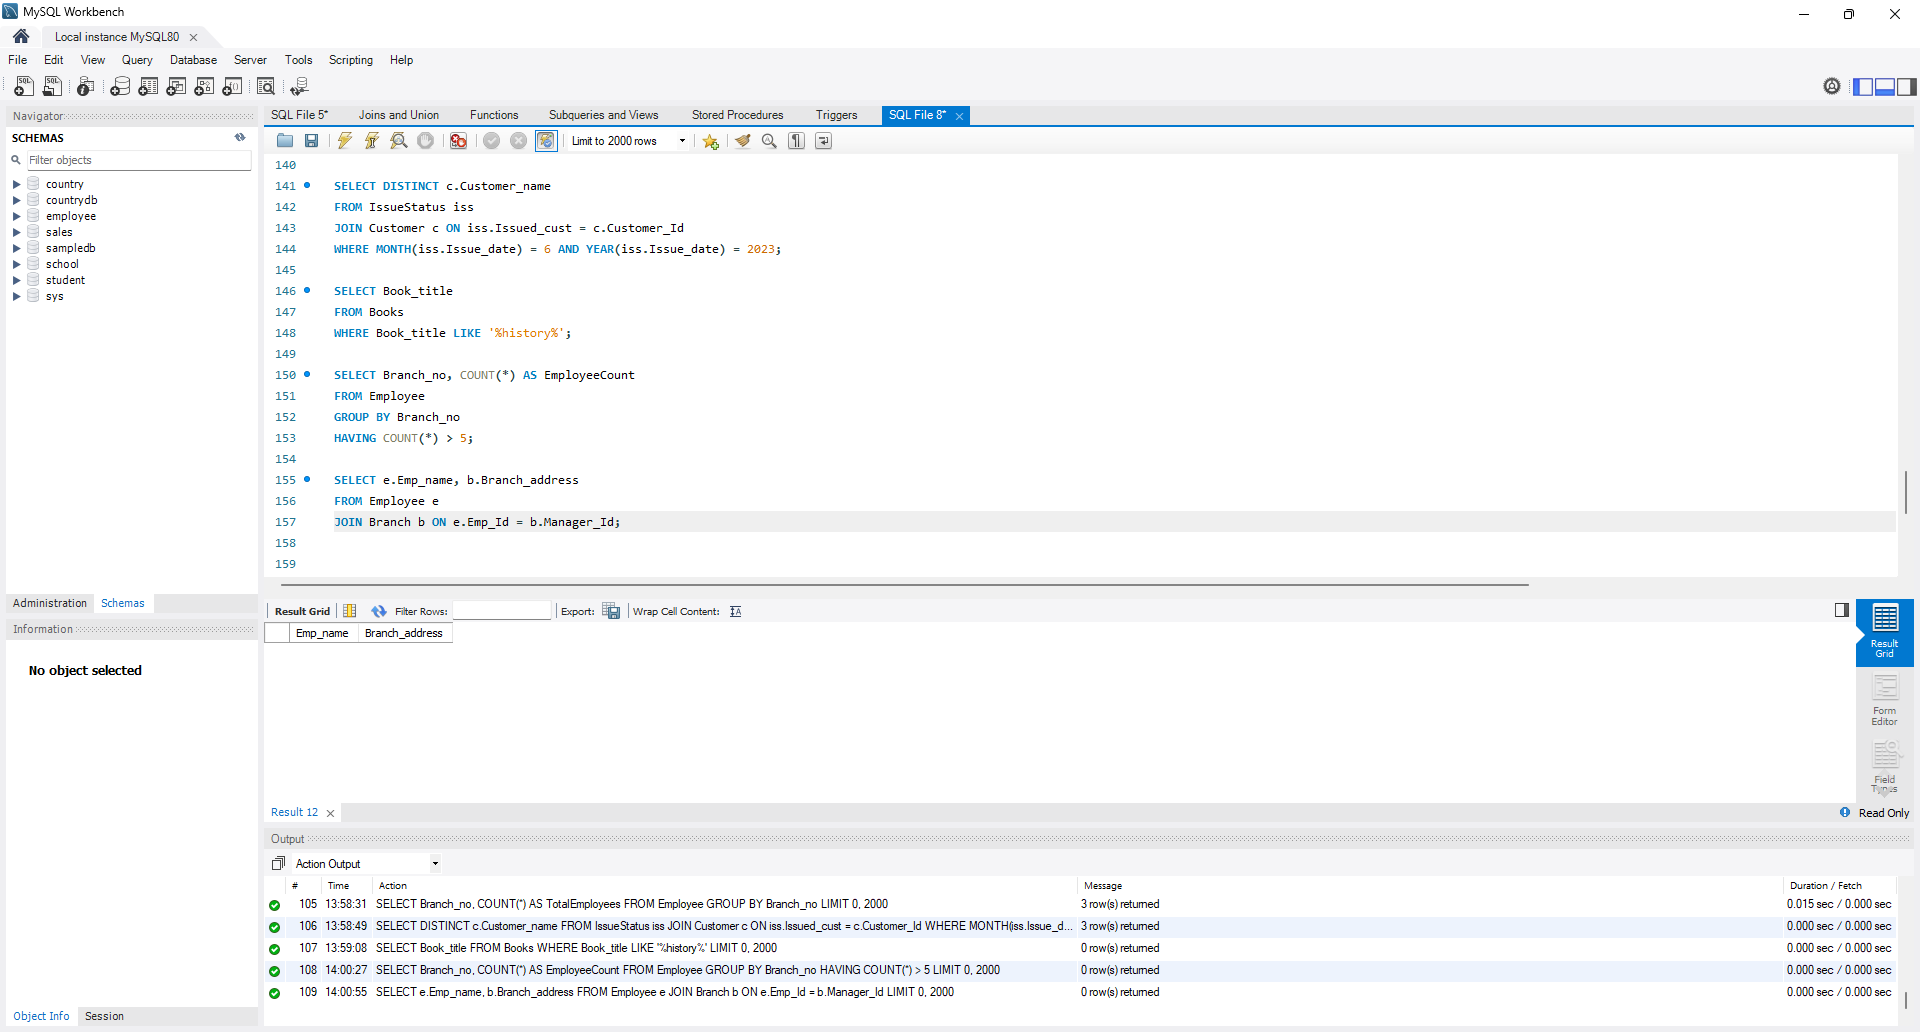 MySQL Workbench
Local instance MySQL80
File Edit View Query Database Server Tools Scripting Help
Navigator
SCHEMAS
Filter objects
country
countrydb
employee
sales
sampledb
school
student
sys
Administration Schemas
Information
No object selected
Object Info Session
SQL File 5* Joins and Union Functions Subqueries and Views Stored Procedures Triggers SQL File 8*
Limit to 2000 rows
140
141 SELECT DISTINCT c.Customer_name
142 FROM IssueStatus iss
143 JOIN Customer c ON iss.Issued_cust = c.Customer_Id
144 WHERE MONTH(iss.Issue_date) = 6 AND YEAR(iss.Issue_date) = 2023;
145
146 SELECT Book_title
147 FROM Books
148 WHERE Book_title LIKE '%history%';
149
150 SELECT Branch_no, COUNT(*) AS EmployeeCount
151 FROM Employee
152 GROUP BY Branch_no
153 HAVING COUNT(*) > 5;
154
155 SELECT e.Emp_name, b.Branch_address
156 FROM Employee e
157 JOIN Branch b ON e.Emp_Id = b.Manager_Id;
158
159
Result Grid Filter Rows: Export: Wrap Cell Content:
Emp_name Branch_address
Result
Grid
Form
Editor
Field
Types
Result 12
Read Only
Output
Action Output
# Time Action Message Duration / Fetch
105 13:58:31 SELECT Branch_no, COUNT(*) AS TotalEmployees FROM Employee GROUP BY Branch_no LIMIT 0, 2000 3 row(s) returned 0.015 sec / 0.000 sec
106 13:58:49 SELECT DISTINCT c.Customer_name FROM IssueStatus iss JOIN Customer c ON iss.Issued_cust = c.Customer_Id WHERE MONTH(iss.Issue_d... 3 row(s) returned 0.000 sec / 0.000 sec
107 13:59:08 SELECT Book_title FROM Books WHERE Book_title LIKE '%history%' LIMIT 0, 2000 0 row(s) returned 0.000 sec / 0.000 sec
108 14:00:27 SELECT Branch_no, COUNT(*) AS EmployeeCount FROM Employee GROUP BY Branch_no HAVING COUNT(*) > 5 LIMIT 0, 2000 0 row(s) returned 0.000 sec / 0.000 sec
109 14:00:55 SELECT e.Emp_name, b.Branch_address FROM Employee e JOIN Branch b ON e.Emp_Id = b.Manager_Id LIMIT 0, 2000 0 row(s) returned 0.000 sec / 0.000 sec